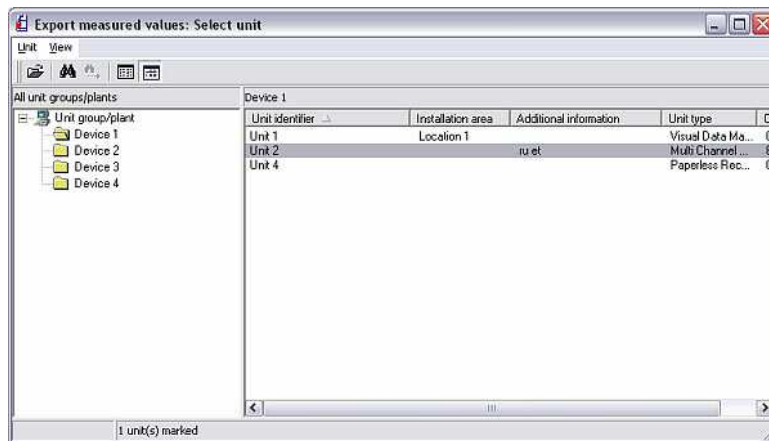 Export measured values: Select unit
Unit View
All unit groups/plants
Device 1
Unit group/plant
Device 1
Device 2
Device 3
Device 4
Unit identifier Installation area Additional information Unit type
Unit 1 Location 1 Visual Data Ma...
Unit 2 ru et Multi Channel ...
Unit 4 Paperless Rec...
1 unit(s) marked